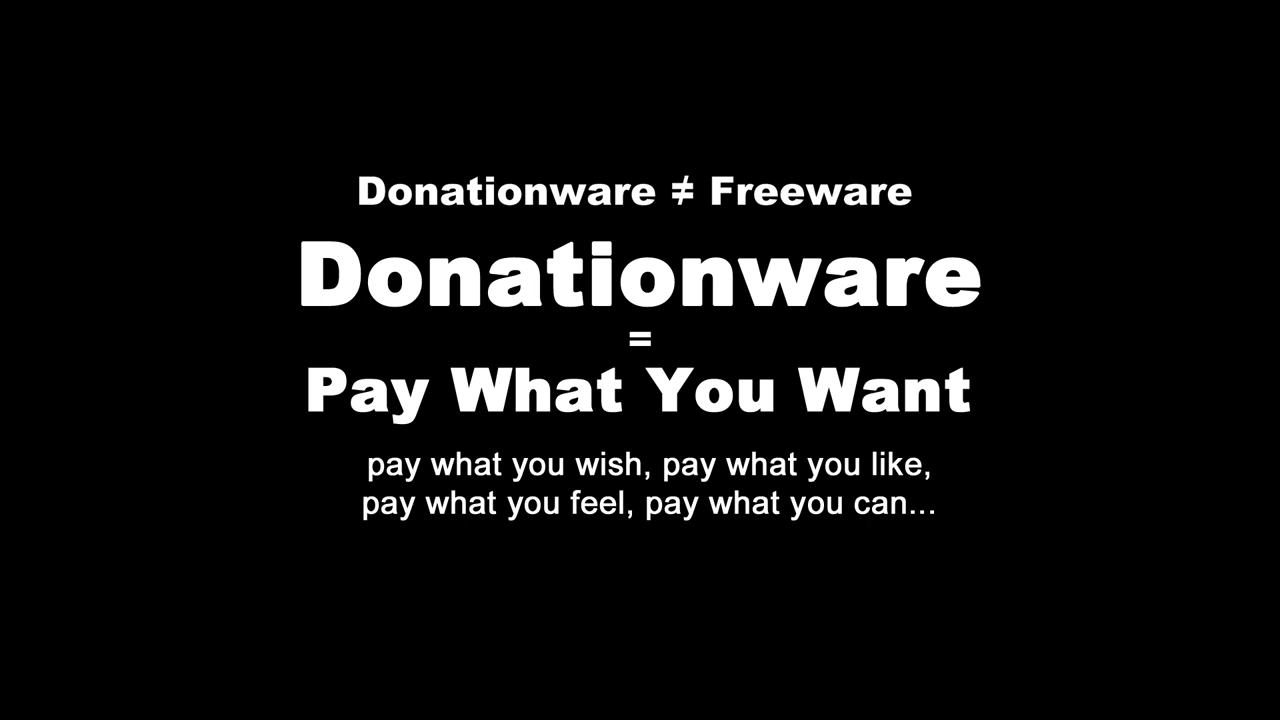 Donationware ≠ Freeware
Donationware
=
Pay What You Want
pay what you wish, pay what you like,
pay what you feel, pay what you can...